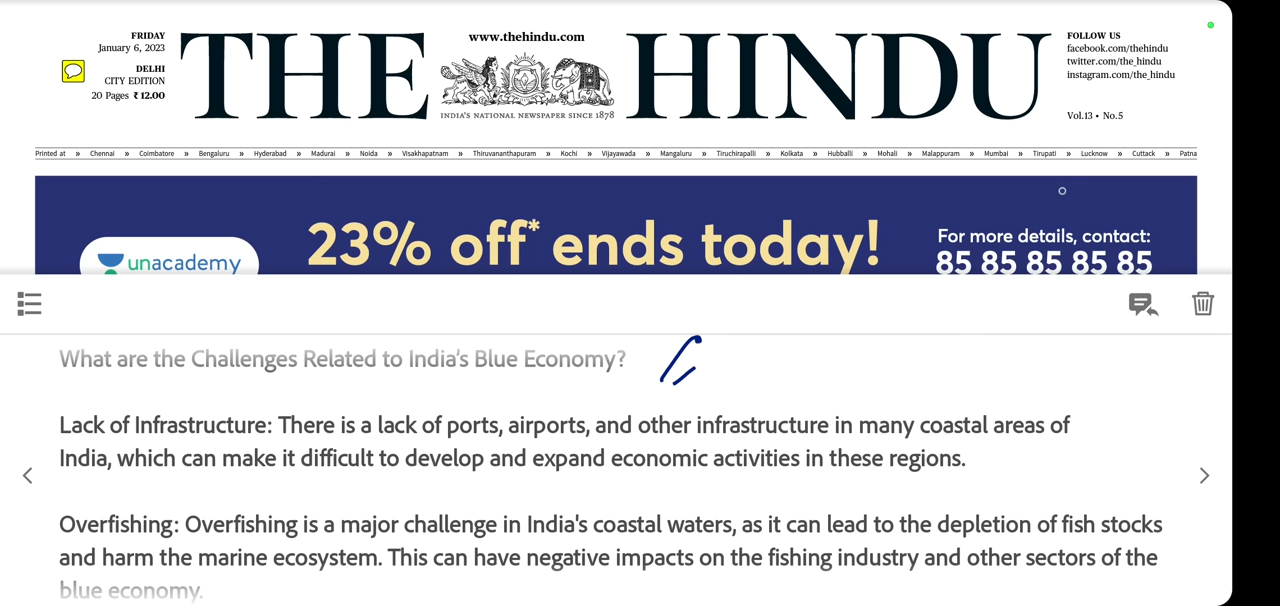 FRIDAY
January 6, 2023
DELHI
CITY EDITION
20 Pages ₹ 12.00
THE HINDU
www.thehindu.com
INDIA'S NATIONAL NEWSPAPER SINCE 1878
FOLLOW US
facebook.com/thehindu
twitter.com/the_hindu
instagram.com/the_hindu
Vol.13 • No.5
Printed at » Chennai » Coimbatore » Bengaluru » Hyderabad » Madurai » Noida » Visakhapatnam » Thiruvananthapuram » Kochi » Vijayawada » Mangaluru » Tiruchirapalli » Kolkata » Hubballi » Mohali » Malappuram » Mumbai » Tirupati » Lucknow » Cuttack » Patna
unacademy
23% off* ends today!
For more details, contact:
85 85 85 85 85
What are the Challenges Related to India's Blue Economy?
Lack of Infrastructure: There is a lack of ports, airports, and other infrastructure in many coastal areas of
India, which can make it difficult to develop and expand economic activities in these regions.
Overfishing: Overfishing is a major challenge in India's coastal waters, as it can lead to the depletion of fish stocks
and harm the marine ecosystem. This can have negative impacts on the fishing industry and other sectors of the
blue economy.